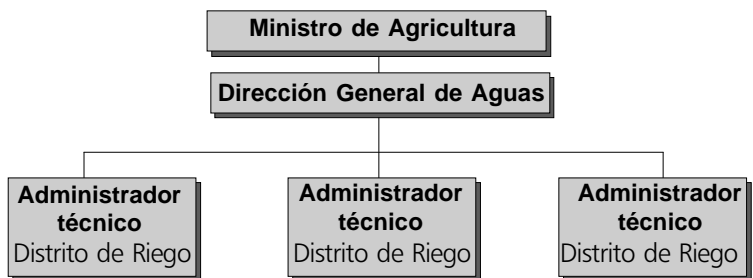 Ministro de Agricultura
Dirección General de Aguas
Administrador
técnico
Distrito de Riego
Administrador
técnico
Distrito de Riego
Administrador
técnico
Distrito de Riego